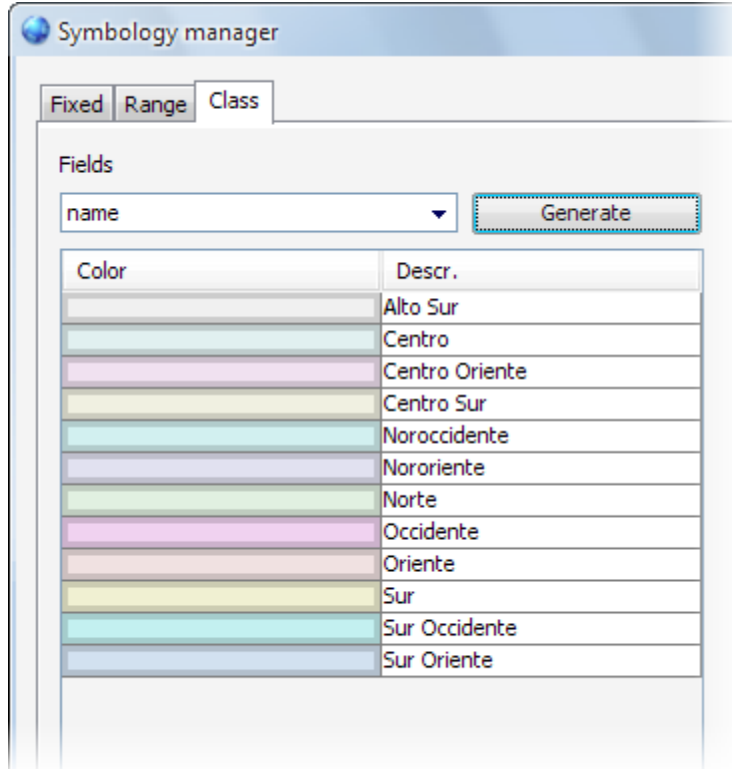 Symbology manager
Fixed Range Class
Fields
name Generate
Color Descr.
Alto Sur
Centro
Centro Oriente
Centro Sur
Noroccidente
Nororiente
Norte
Occidente
Oriente
Sur
Sur Occidente
Sur Oriente